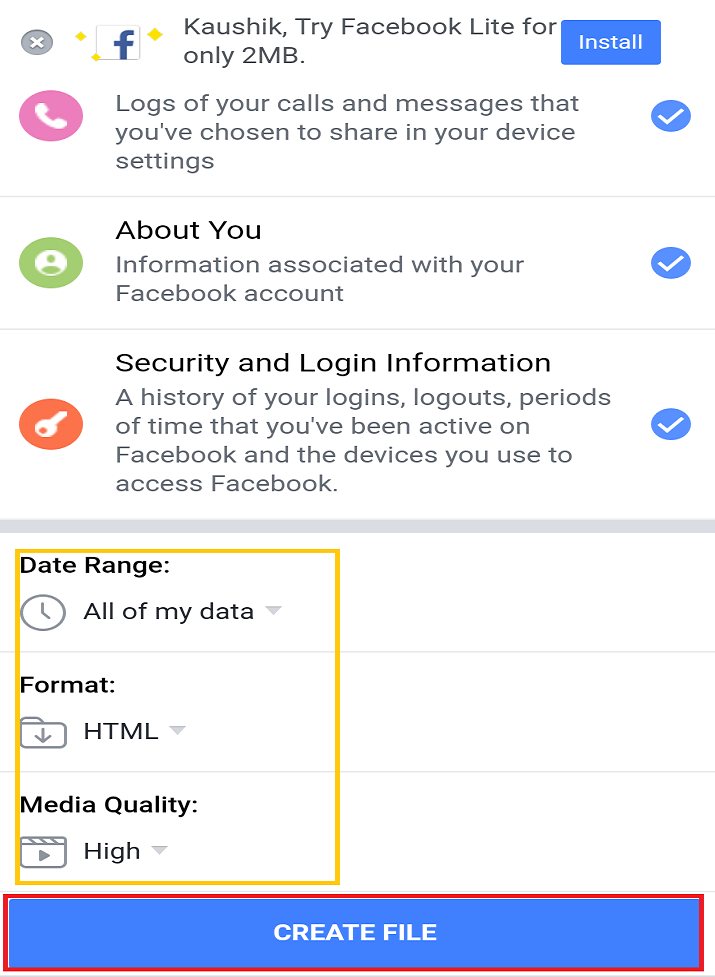 Kaushik, Try Facebook Lite for
only 2MB.
Install
Logs of your calls and messages that
you've chosen to share in your device
settings
About You
Information associated with your
Facebook account
Security and Login Information
A history of your logins, logouts, periods
of time that you've been active on
Facebook and the devices you use to
access Facebook.
Date Range:
All of my data
Format:
HTML
Media Quality:
High
CREATE FILE